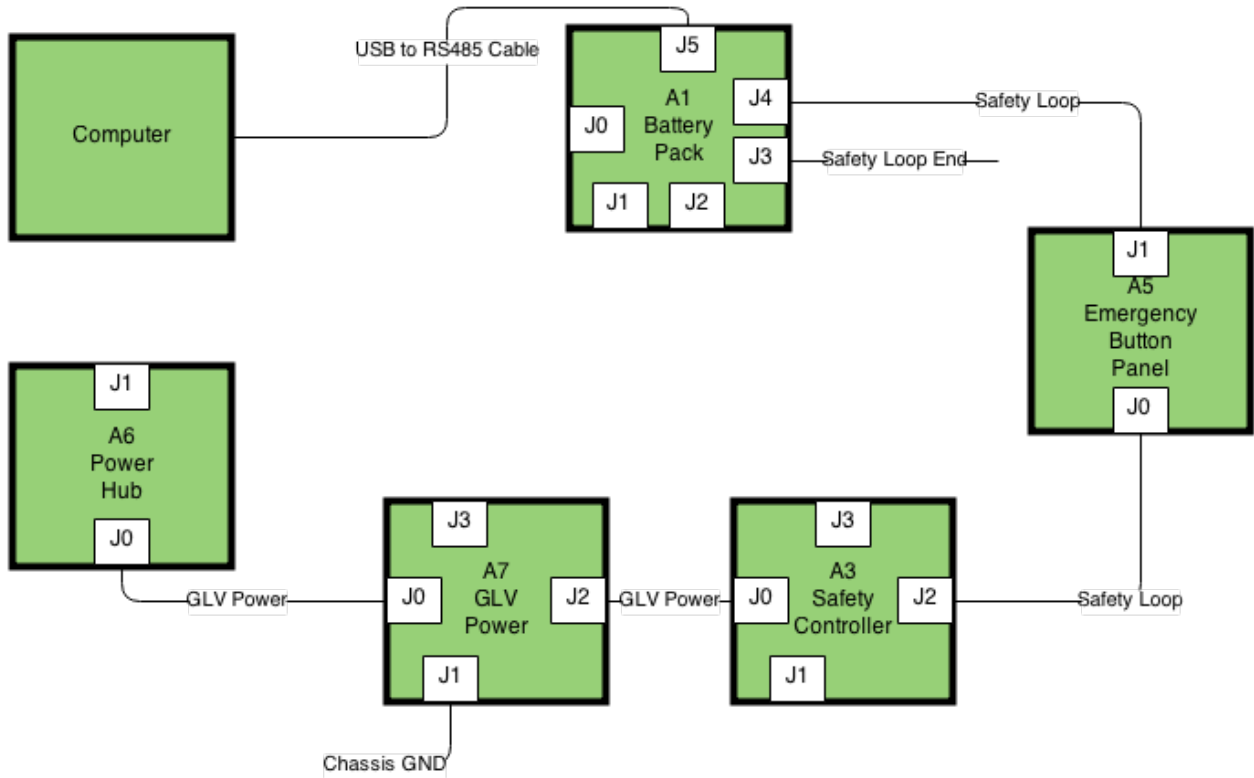 USB to RS485 Cable
Computer
J5
A1
Battery
Pack
J0
J4
J3
J1
J2
Safety Loop
Safety Loop End
J1
A5
Emergency
Button
Panel
J0
J1
A6
Power
Hub
J0
GLV Power
J3
A7
GLV
Power
J0
J2
J1
Chassis GND
GLV Power
J3
A3
Safety
Controller
J0
J2
J1
Safety Loop